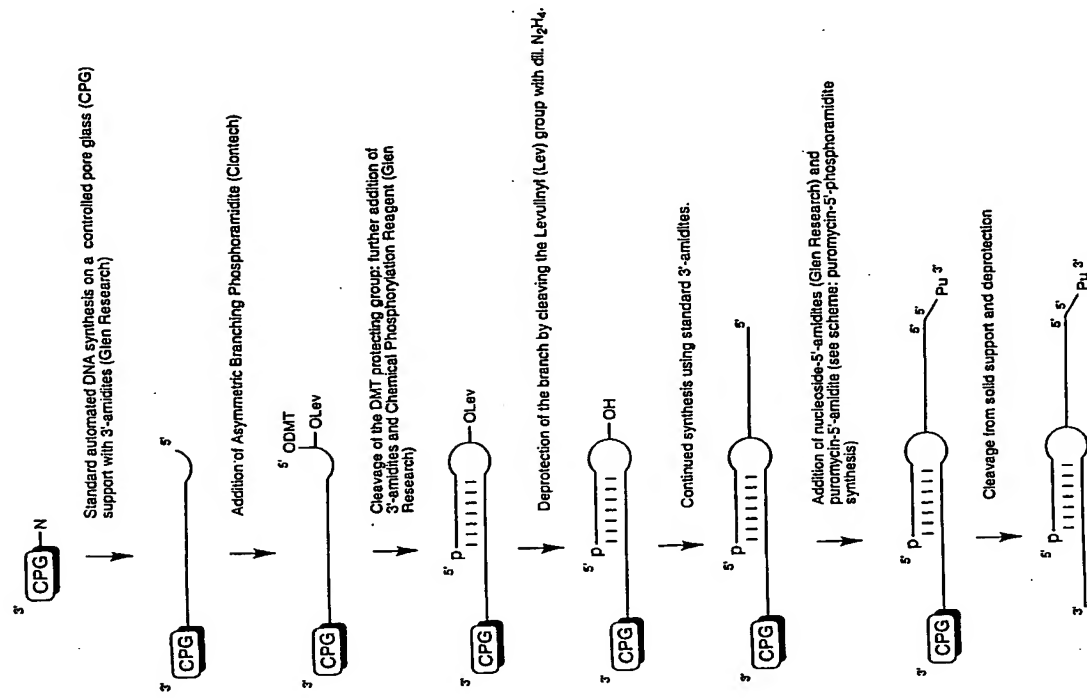 3'
CPG
N
Standard automated DNA synthesis on a controlled pore glass (CPG)
support with 3'-amidites (Glen Research)
CPG
3'
5'
Addition of Asymmetric Branching Phosphoramidite (Clontech)
3'
CPG
5'
ODMT
OLev
Cleavage of the DMT protecting group: further addition of
3'-amidites and Chemical Phosphorylation Reagent (Glen
Research)
3'
CPG
5'
p
OLev
Deprotection of the branch by cleaving the Levulinyl (Lev) group with dil. N₂H₄.
3'
CPG
5'
p
OH
Continued synthesis using standard 3'-amidites.
3'
CPG
5'
p
5'
Addition of nucleoside-5'-amidites (Glen Research) and
puromycin-5'-amidite (see scheme: puromycin-5'-phosphoramidite
synthesis)
3'
CPG
5'
p
5' 5'
Pu 3'
Cleavage from solid support and deprotection
3'
5'
p
5' 5'
Pu 3'